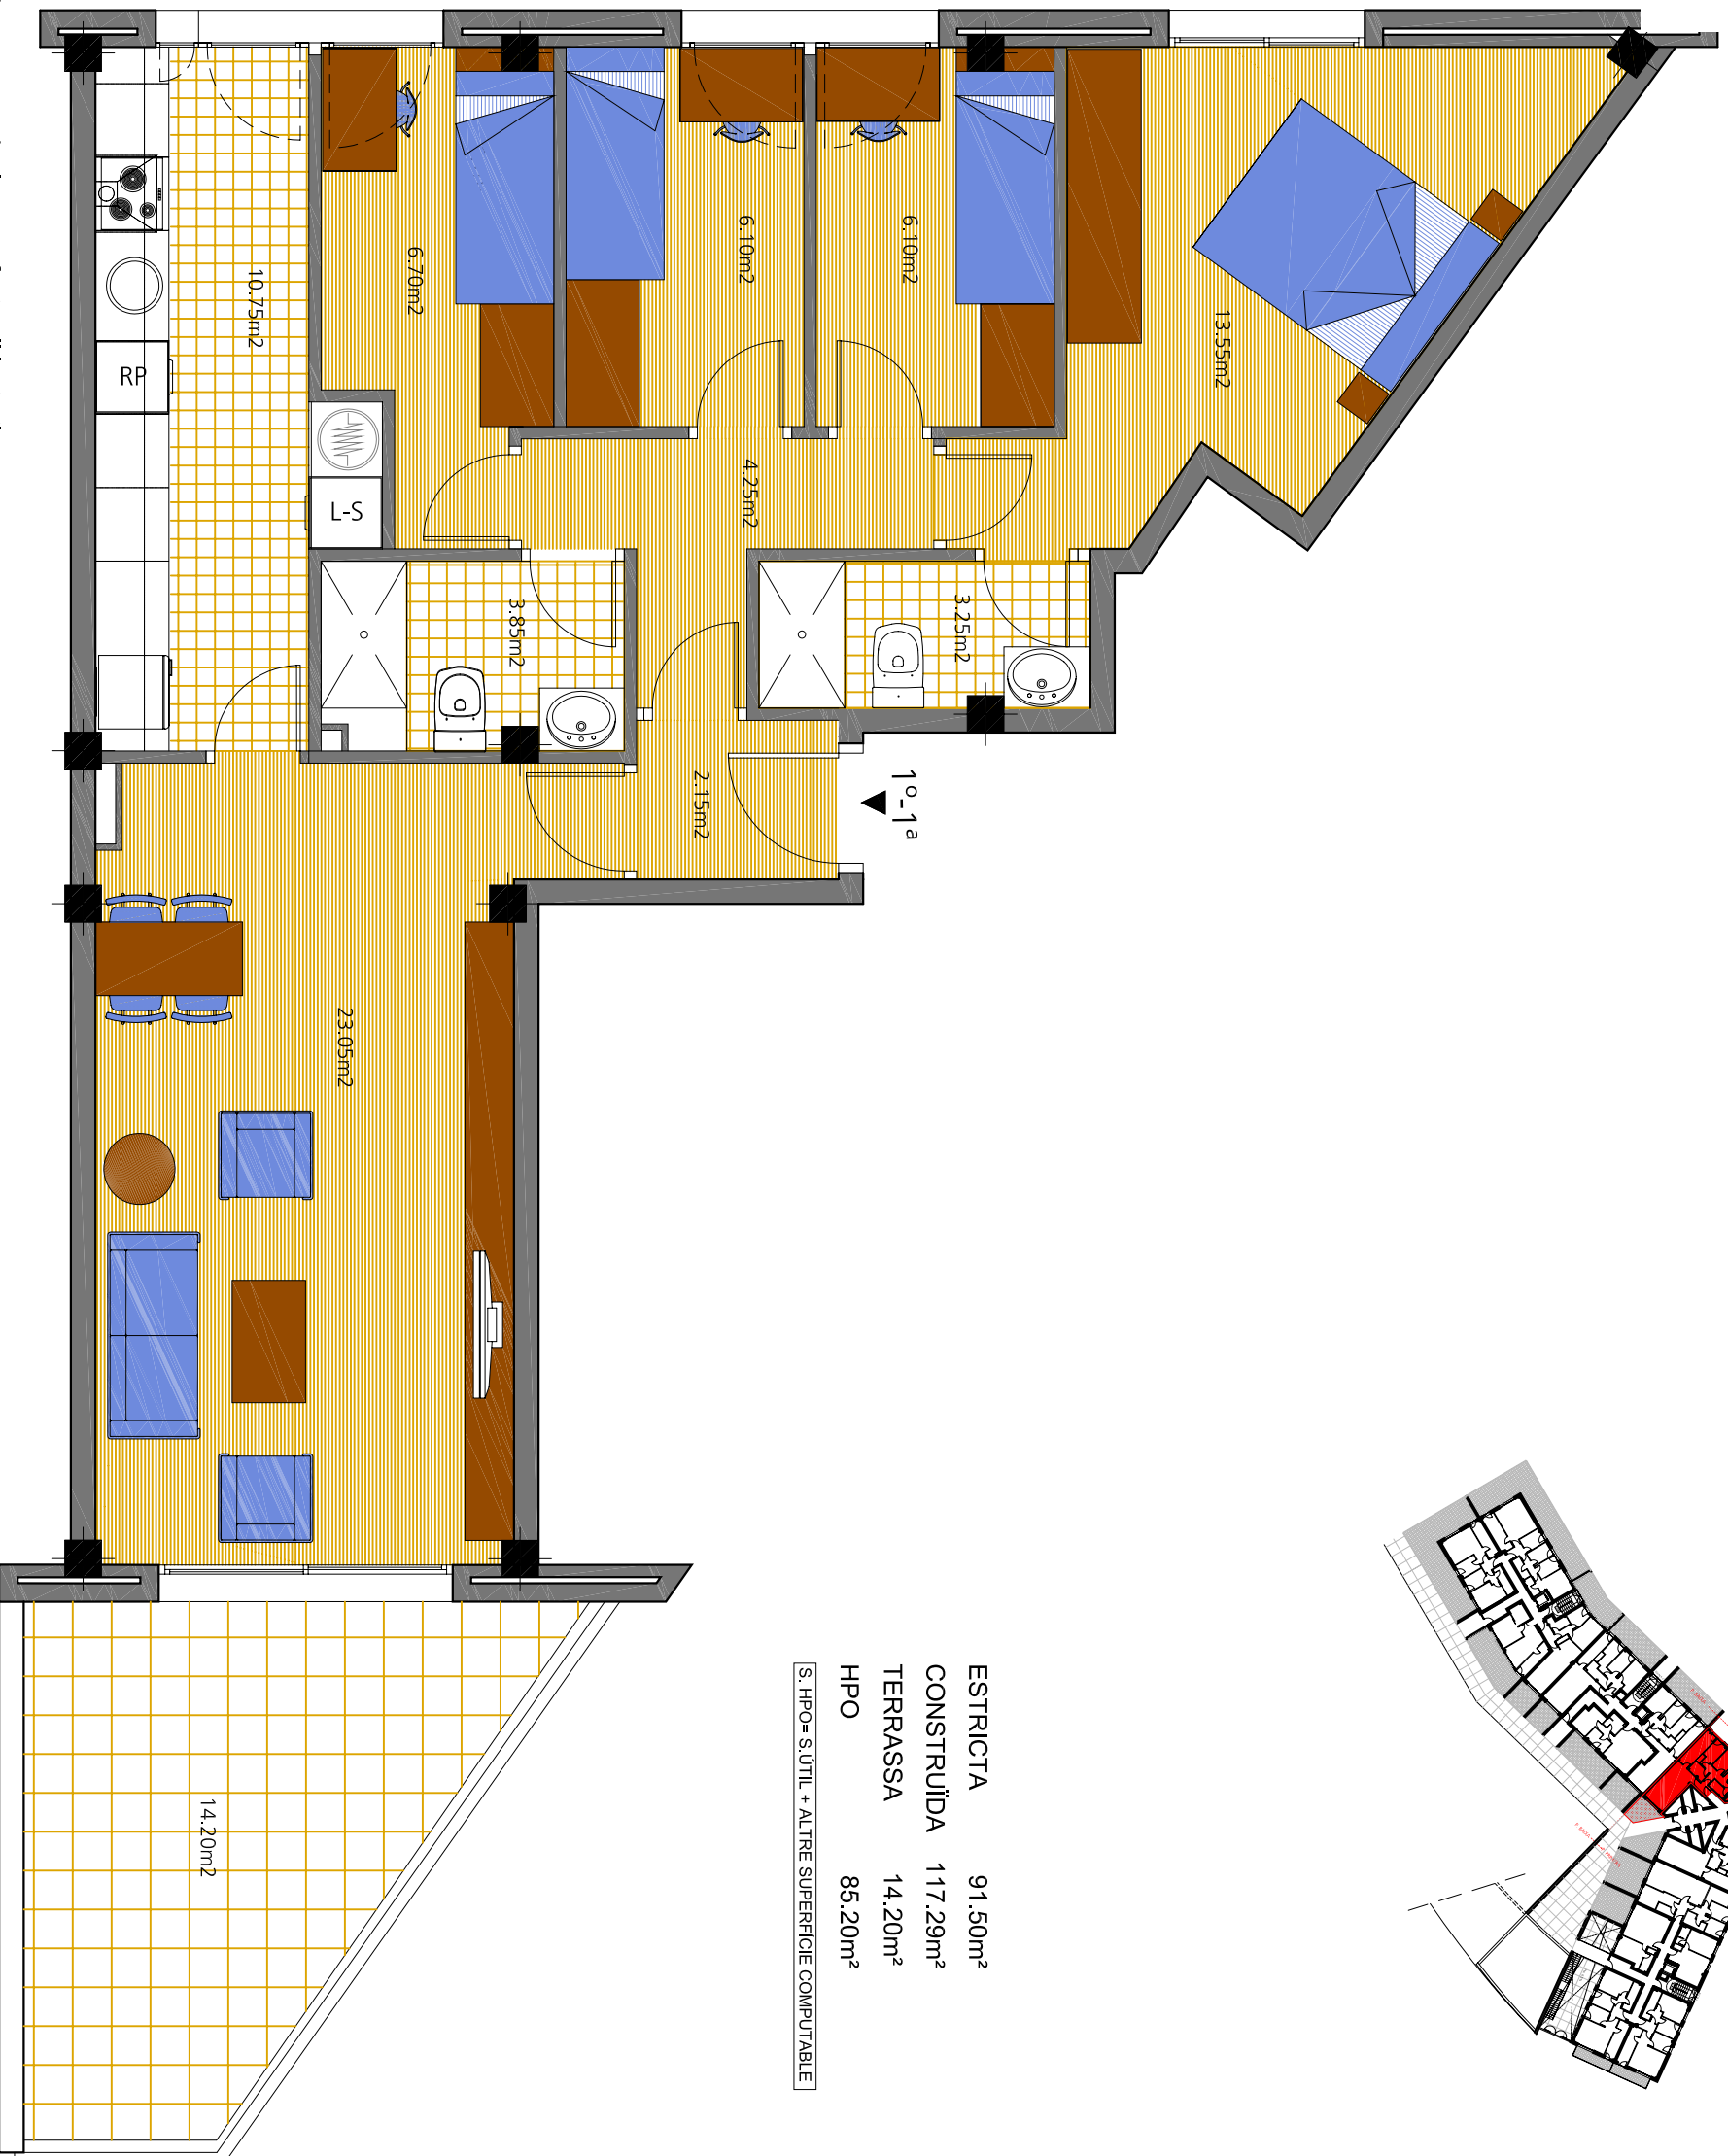 10.75m2
6.70m2
6.10m2
6.10m2
13.55m2
RP
L-S
4.25m2
3.85m2
3.25m2
2.15m2
1º-1ª
23.05m2
14.20m2
ESTRICTA 91.50m²
CONSTRUÏDA 117.29m²
TERRASSA 14.20m²
HPO 85.20m²
S. HPO= S.ÚTIL + ALTRE SUPERFÍCIE COMPUTABLE